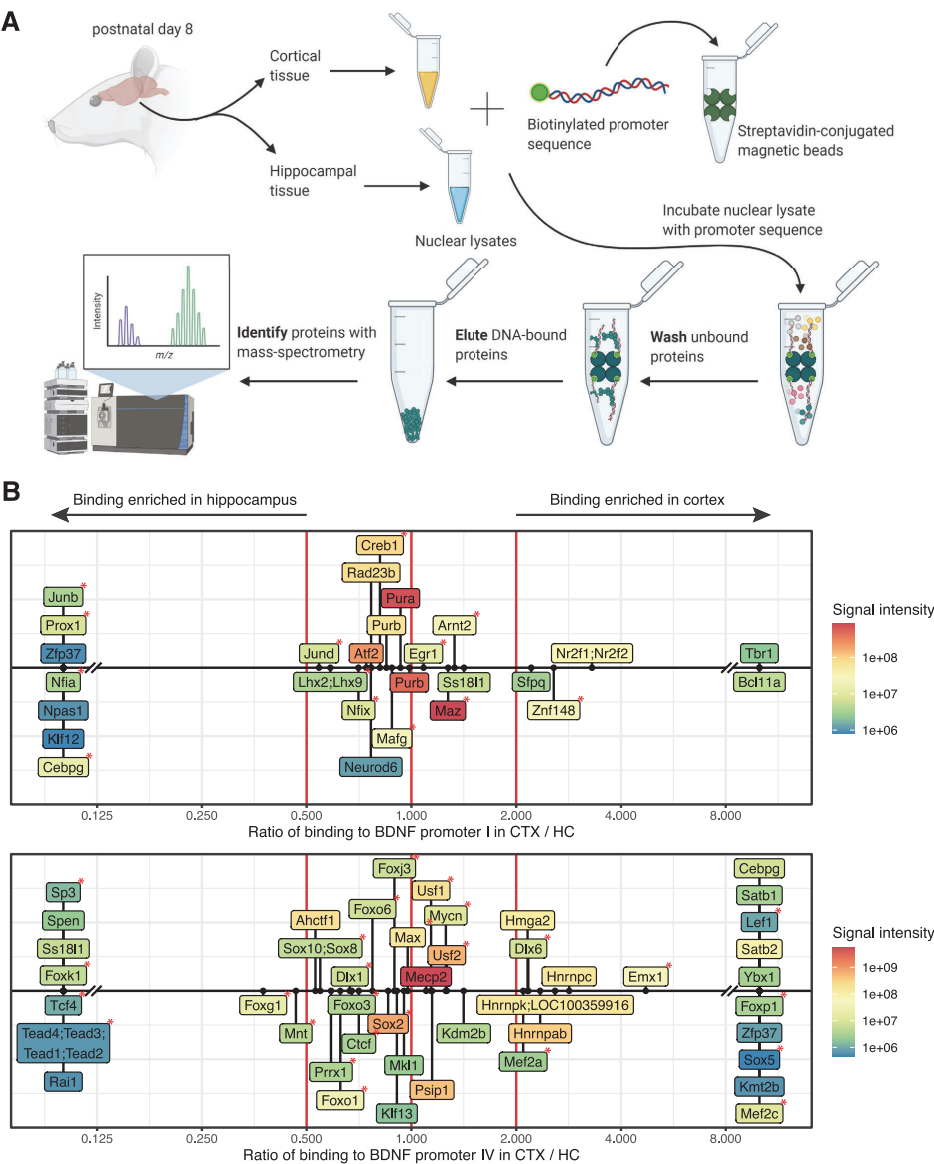 A
postnatal day 8
Cortical
tissue
Hippocampal
tissue
Nuclear lysates
Biotinylated promoter
sequence
Streptavidin-conjugated
magnetic beads
Incubate nuclear lysate
with promoter sequence
Wash unbound
proteins
Elute DNA-bound
proteins
Identify proteins with
mass-spectrometry
Intensity
m/z
B
Binding enriched in hippocampus
Binding enriched in cortex
Creb1*
Rad23b
Junb*
Pura
Prox1*
Purb
Arnt2*
Zfp37
Jund*
Atf2
Egr1*
Nr2f1;Nr2f2*
Tbr1
Nfia*
Lhx2;Lhx9*
Purb
Ss18l1
Sfpq
Bcl11a
Npas1
Nfix*
Maz
Znf148*
Klf12
Mafg*
Cebpg*
Neurod6
0.125
0.250
0.500
1.000
2.000
4.000
8.000
Ratio of binding to BDNF promoter I in CTX / HC
Signal intensity
1e+08
1e+07
1e+06
Foxj3*
Cebpg
Sp3*
Usf1*
Satb1
Spen
Ahctf1
Foxo6*
Mycn*
Hmga2
Lef1*
Ss18l1
Sox10;Sox8*
Max*
Usf2*
Dlx6*
Satb2
Foxk1*
Dlx1*
Mecp2
Hnrnpc
Emx1*
Ybx1
Tcf4*
Foxg1*
Foxo3*
Hnrnpk;LOC100359916
Foxp1*
Tead4;Tead3;*
Tead1;Tead2
Mnt*
Ctcf*
Sox2*
Kdm2b
Hnrnpab
Zfp37
Rai1
Prrx1*
Mkl1
Mef2a*
Sox5*
Foxo1*
Psip1
Kmt2b
Klf13
Mef2c*
0.125
0.250
0.500
1.000
2.000
4.000
8.000
Ratio of binding to BDNF promoter IV in CTX / HC
Signal intensity
1e+09
1e+08
1e+07
1e+06